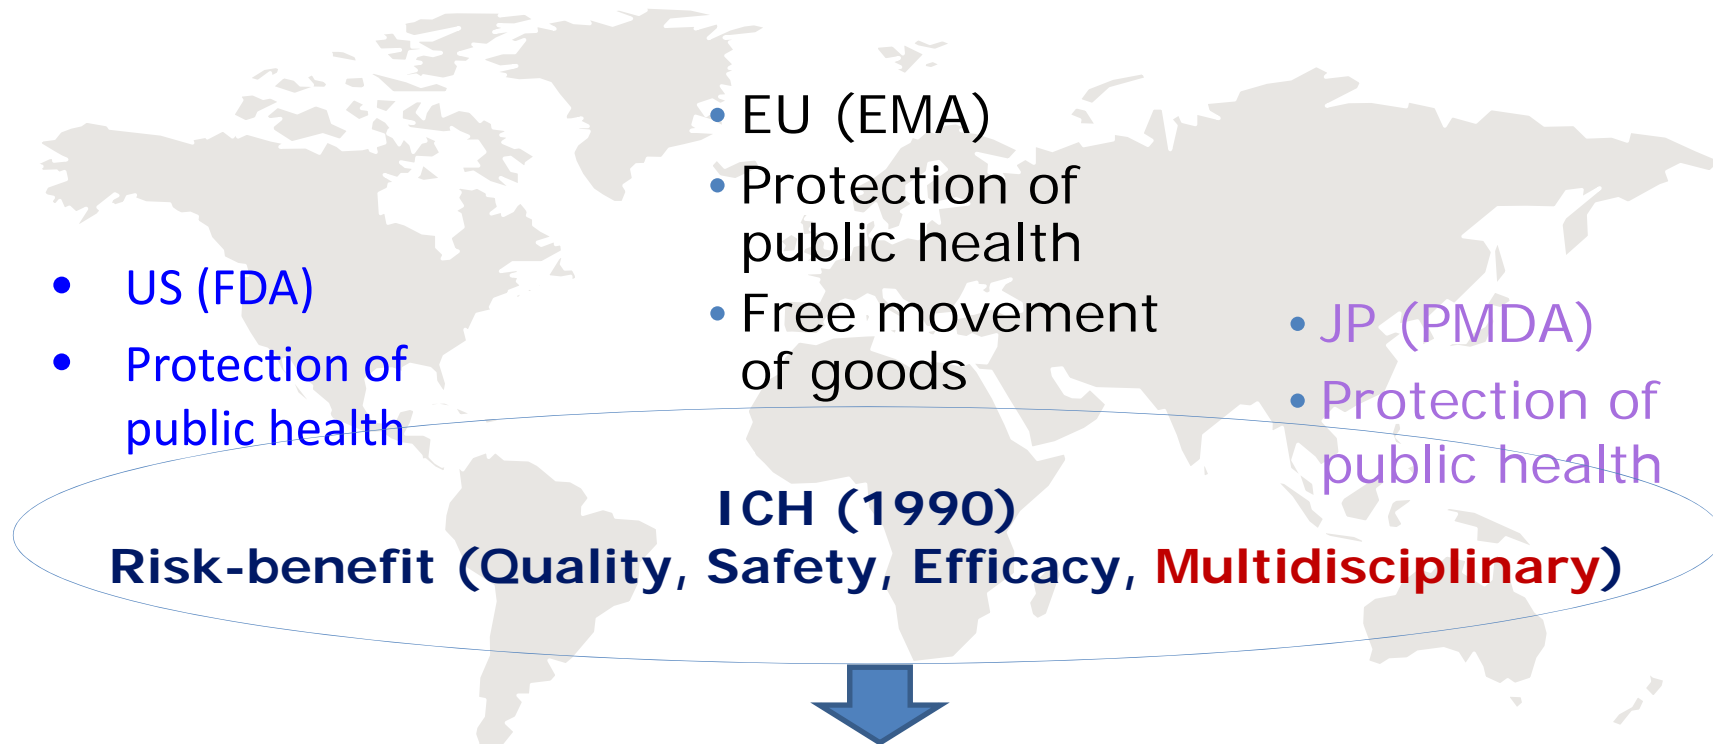 • US (FDA)
• Protection of
public health
• EU (EMA)
• Protection of
public health
• Free movement
of goods
• JP (PMDA)
• Protection of
public health
ICH (1990)
Risk-benefit (Quality, Safety, Efficacy, Multidisciplinary)